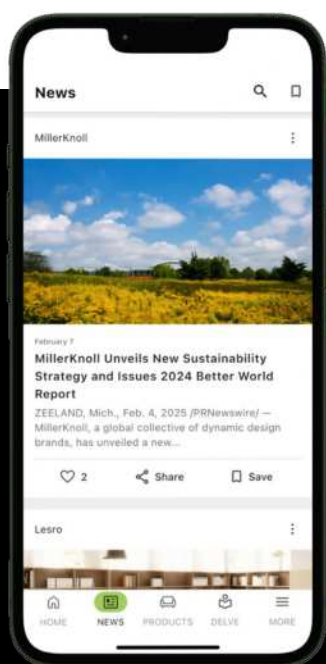 News
MillerKnoll
February 7
MillerKnoll Unveils New Sustainability
Strategy and Issues 2024 Better World
Report
ZEELAND, Mich., Feb. 4, 2025 /PRNewswire/ —
MillerKnoll, a global collective of dynamic design
brands, has unveiled a new...
2 Share Save
Lesro
HOME NEWS PRODUCTS DELVE MORE